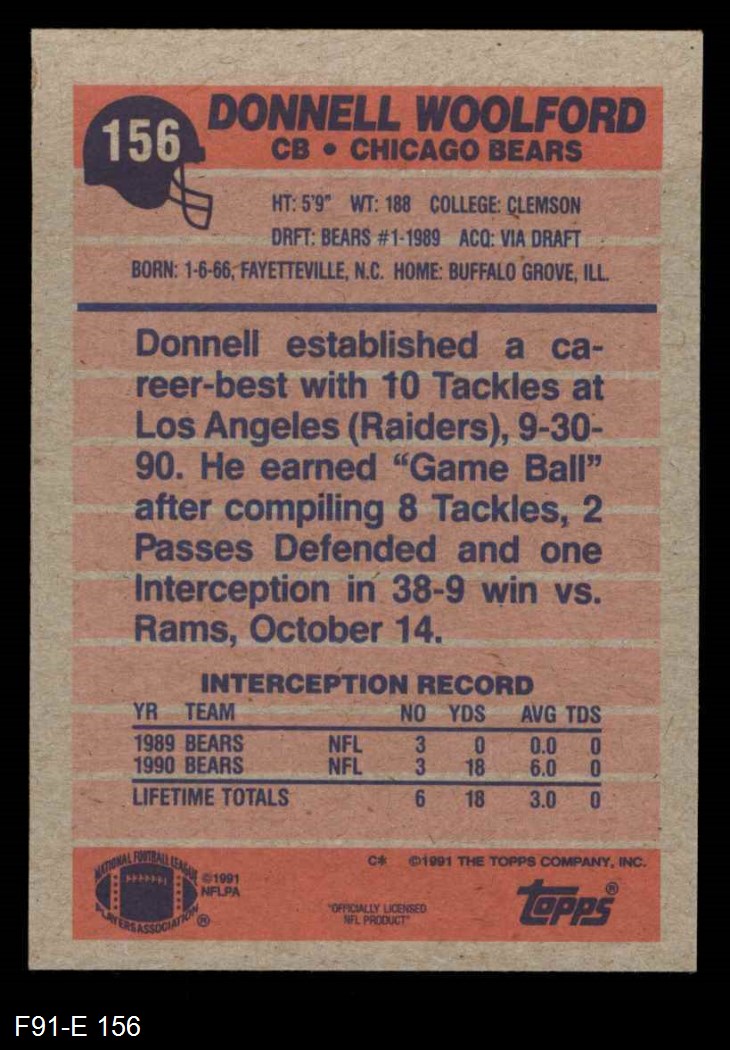 156
DONNELL WOOLFORD
CB • CHICAGO BEARS
HT: 5'9" WT: 188 COLLEGE: CLEMSON
DRFT: BEARS #1-1989 ACQ: VIA DRAFT
BORN: 1-6-66, FAYETTEVILLE, N.C. HOME: BUFFALO GROVE, ILL.
Donnell established a ca-
reer-best with 10 Tackles at
Los Angeles (Raiders), 9-30-
90. He earned “Game Ball”
after compiling 8 Tackles, 2
Passes Defended and one
Interception in 38-9 win vs.
Rams, October 14.
INTERCEPTION RECORD
YR TEAM NO YDS AVG TDS
1989 BEARS NFL 3 0 0.0 0
1990 BEARS NFL 3 18 6.0 0
LIFETIME TOTALS 6 18 3.0 0
NATIONAL FOOTBALL LEAGUE
PLAYERS ASSOCIATION ®
©1991
NFLPA
C* ©1991 THE TOPPS COMPANY, INC.
"OFFICIALLY LICENSED
NFL PRODUCT"
Topps®
F91-E 156